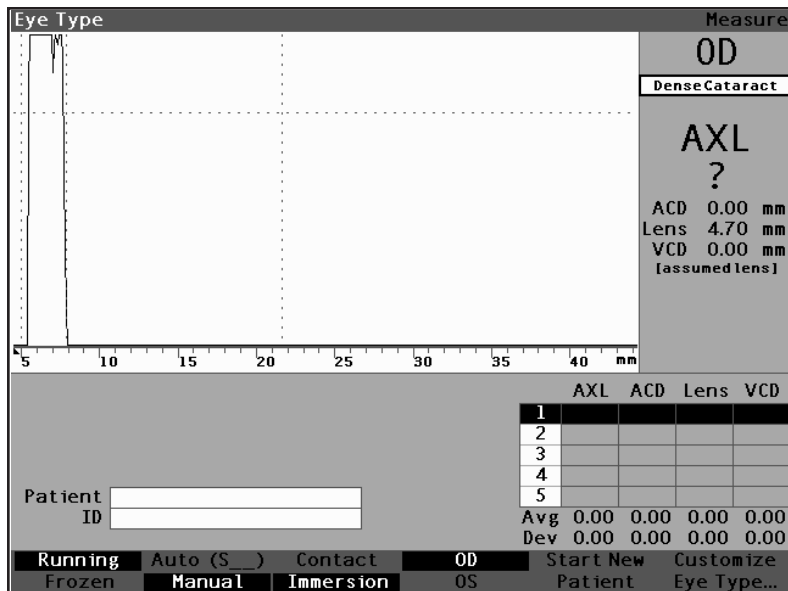 Eye Type Measure
OD
DenseCataract
AXL
?
ACD 0.00 mm
Lens 4.70 mm
VCD 0.00 mm
[assumed lens]
5 10 15 20 25 30 35 40 mm
AXL ACD Lens VCD
1
2
3
4
5
Avg 0.00 0.00 0.00 0.00
Dev 0.00 0.00 0.00 0.00
Patient
ID
Running Auto (S__) Contact OD Start New Customize
Frozen Manual Immersion OS Patient Eye Type...